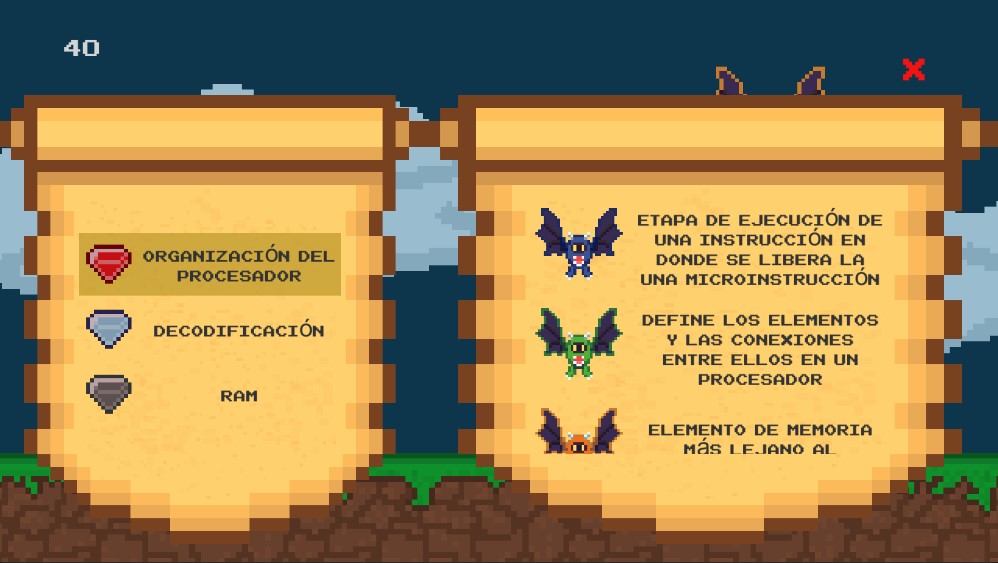 40
ORGANIZACIÓN DEL
PROCESADOR
DECODIFICACIÓN
RAM
ETAPA DE EJECUCIÓN DE
UNA INSTRUCCIÓN EN
DONDE SE LIBERA LA
UNA MICROINSTRUCCIÓN
DEFINE LOS ELEMENTOS
Y LAS CONEXIONES
ENTRE ELLOS EN UN
PROCESADOR
ELEMENTO DE MEMORIA
MÁS LEJANO AL